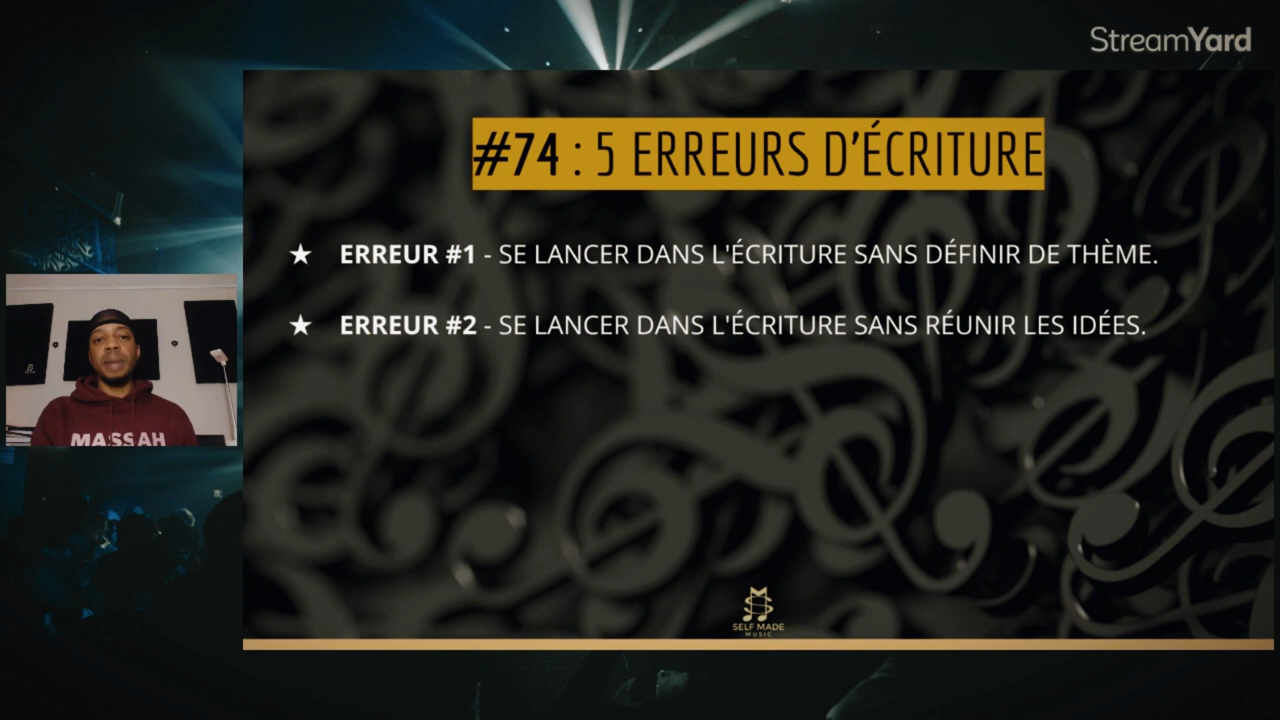 StreamYard
#74 : 5 ERREURS D'ÉCRITURE
★ ERREUR #1 - SE LANCER DANS L'ÉCRITURE SANS DÉFINIR DE THÈME.
★ ERREUR #2 - SE LANCER DANS L'ÉCRITURE SANS RÉUNIR LES IDÉES.
MASSAH
SELF MADE
MUSIC